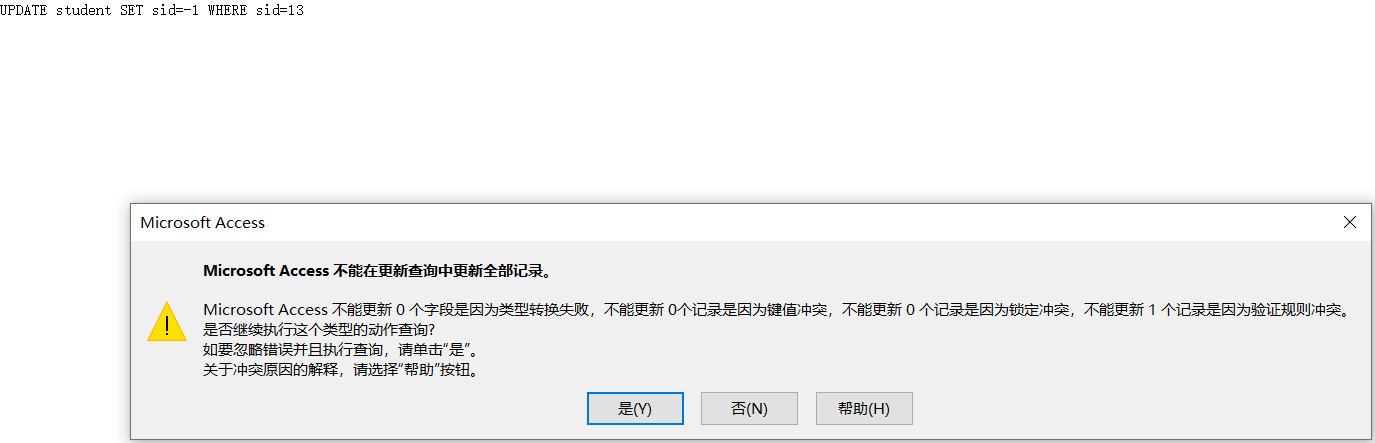 UPDATE student SET sid=-1 WHERE sid=13
Microsoft Access
Microsoft Access 不能在更新查询中更新全部记录。
Microsoft Access 不能更新 0 个字段是因为类型转换失败，不能更新 0个记录是因为键值冲突，不能更新 0 个记录是因为锁定冲突，不能更新 1 个记录是因为验证规则冲突。
是否继续执行这个类型的动作查询?
如要忽略错误并且执行查询，请单击“是”。
关于冲突原因的解释，请选择“帮助”按钮。
是(Y) 否(N) 帮助(H)